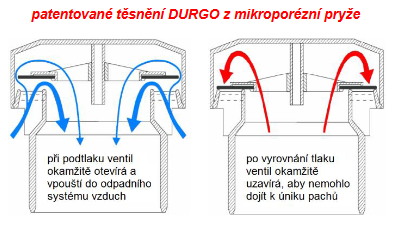 patentované těsnění DURGO z mikroporézní pryže
při podtlaku ventil
okamžitě otevírá a
vpouští do odpadního
systému vzduch
po vyrovnání tlaku
ventil okamžitě
uzavírá, aby nemohlo
dojít k úniku pachů